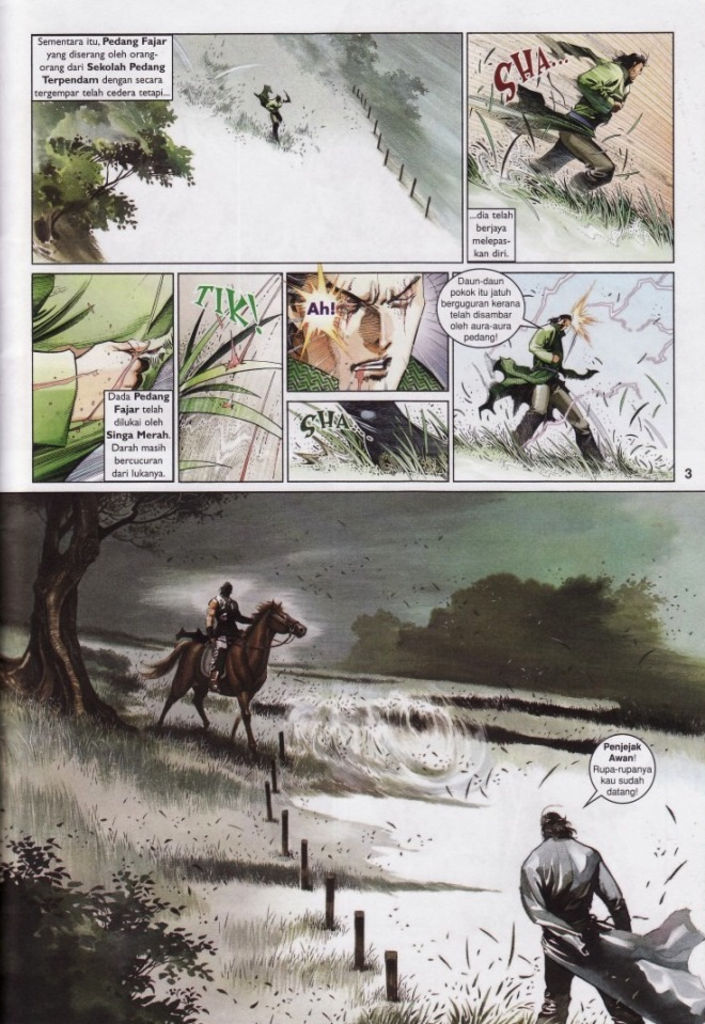 Sementara itu, Pedang Fajar
yang diserang oleh orang-
orang dari Sekolah Pedang
Terpendam dengan secara
tergempar telah cedera tetapi...
SHA...
...dia telah
berjaya
melepas-
kan diri.
Dada Pedang
Fajar telah
dilukai oleh
Singa Merah.
Darah masih
bercucuran
dari lukanya.
TIK!
Ah!
SHA...
Daun-daun
pokok itu jatuh
berguguran kerana
telah disambar
oleh aura-aura
pedang!
3
Penjejak
Awan!
Rupa-rupanya
kau sudah
datang!